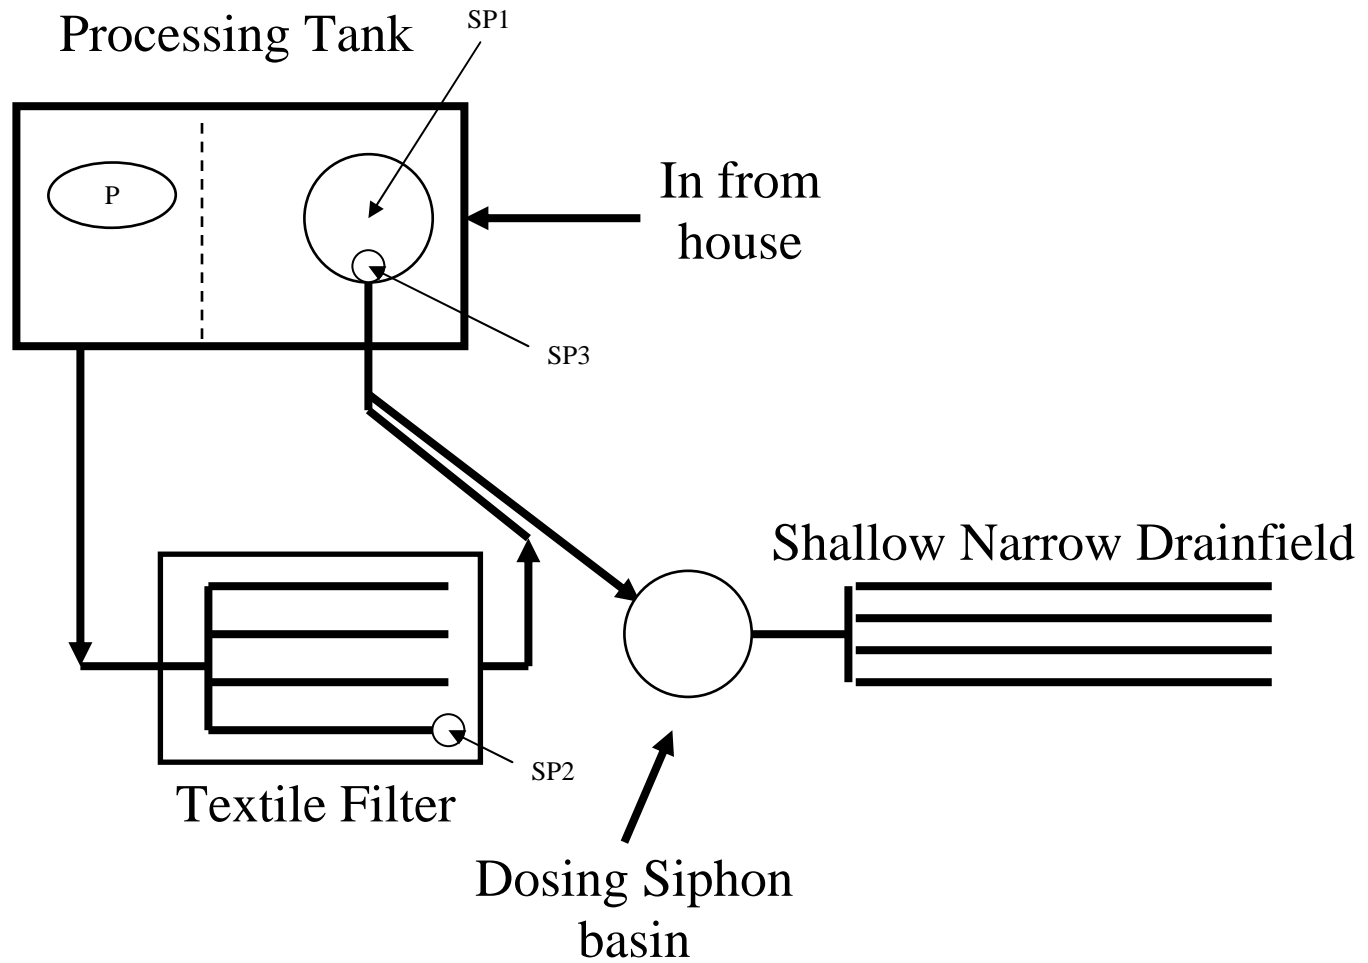 Processing Tank
SP1
P
In from
house
SP3
Shallow Narrow Drainfield
SP2
Textile Filter
Dosing Siphon
basin